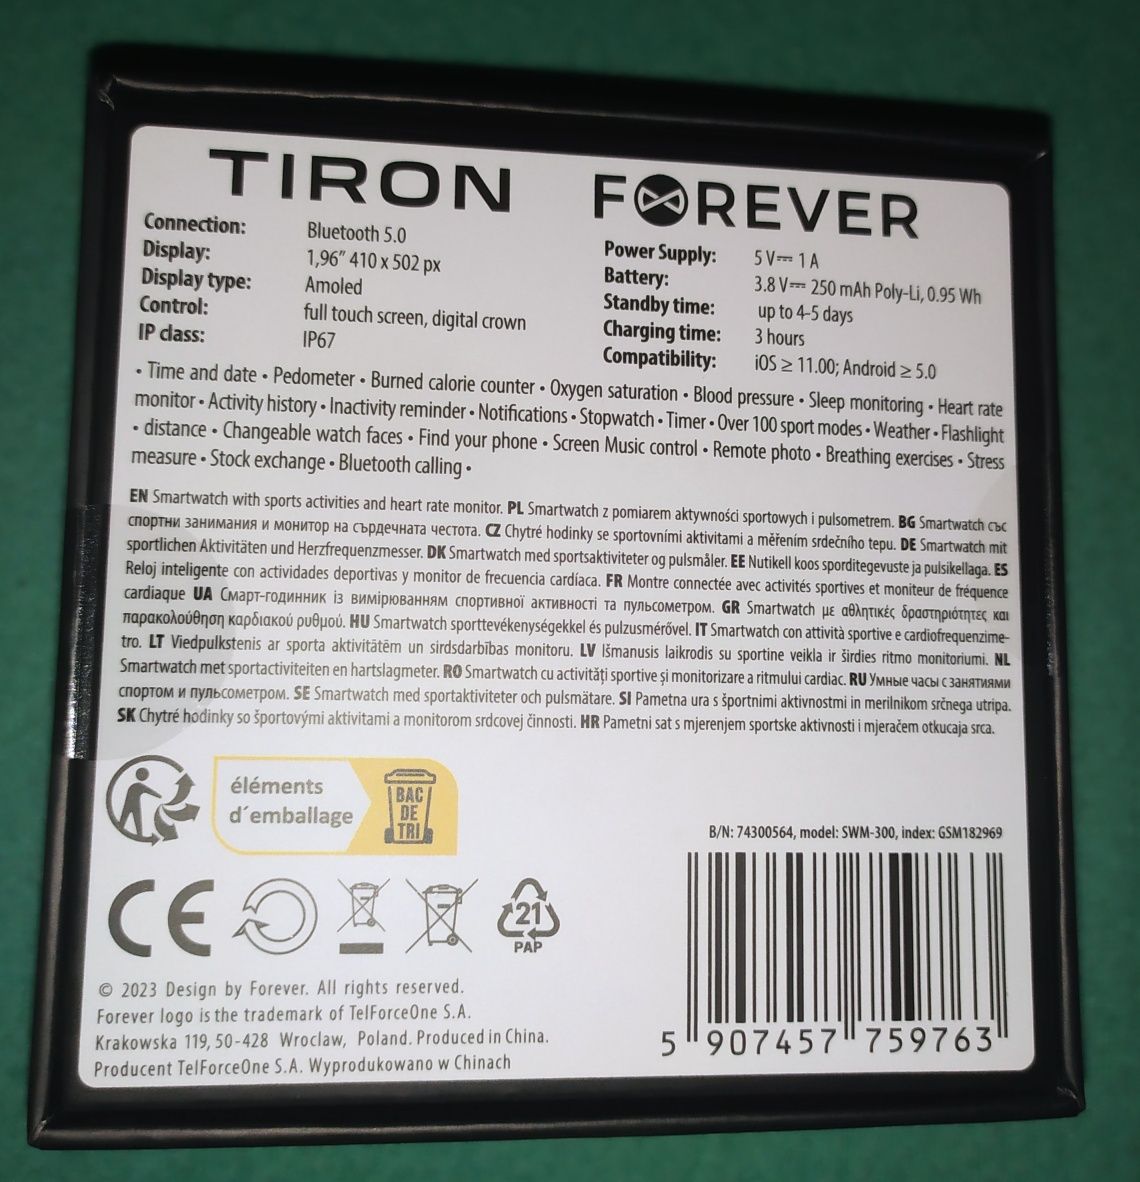 TIRON FOREVER
Connection: Bluetooth 5.0
Display: 1,96” 410 x 502 px
Display type: Amoled
Control: full touch screen, digital crown
IP class: IP67
Power Supply: 5 V⎓ 1 A
Battery: 3.8 V⎓ 250 mAh Poly-Li, 0.95 Wh
Standby time: up to 4-5 days
Charging time: 3 hours
Compatibility: iOS ≥ 11.00; Android ≥ 5.0
• Time and date • Pedometer • Burned calorie counter • Oxygen saturation • Blood pressure • Sleep monitoring • Heart rate
monitor • Activity history • Inactivity reminder • Notifications • Stopwatch • Timer • Over 100 sport modes • Weather • Flashlight
• distance • Changeable watch faces • Find your phone • Screen Music control • Remote photo • Breathing exercises • Stress
measure • Stock exchange • Bluetooth calling •
EN Smartwatch with sports activities and heart rate monitor. PL Smartwatch z pomiarem aktywności sportowych i pulsometrem. BG Smartwatch със
спортни занимания и монитор на сърдечната честота. CZ Chytré hodinky se sportovními aktivitami a měřením srdečního tepu. DE Smartwatch mit
sportlichen Aktivitäten und Herzfrequenzmesser. DK Smartwatch med sportsaktiviteter og pulsmåler. EE Nutikell koos sporditegevuste ja pulsikellaga. ES
Reloj inteligente con actividades deportivas y monitor de frecuencia cardíaca. FR Montre connectée avec activités sportives et moniteur de fréquence
cardiaque UA Смарт-годинник із вимірюванням спортивної активності та пульсометром. GR Smartwatch με αθλητικές δραστηριότητες και
παρακολούθηση καρδιακού ρυθμού. HU Smartwatch sporttevékenységekkel és pulzusmérővel. IT Smartwatch con attività sportive e cardiofrequenzime-
tro. LT Viedpulkstenis ar sporta aktivitātēm un sirdsdarbības monitoru. LV Išmanusis laikrodis su sportine veikla ir širdies ritmo monitoriumi. NL
Smartwatch met sportactiviteiten en hartslagmeter. RO Smartwatch cu activități sportive și monitorizare a ritmului cardiac. RU Умные часы с занятиями
спортом и пульсометром. SE Smartwatch med sportaktiviteter och pulsmätare. SI Pametna ura s športnimi aktivnostmi in merilnikom srčnega utripa.
SK Chytré hodinky so športovými aktivitami a monitorom srdcovej činnosti. HR Pametni sat s mjerenjem sportske aktivnosti i mjeračem otkucaja srca.
éléments
d´emballage
BAC
DE
TRI
B/N: 74300564, model: SWM-300, index: GSM182969
CE
21
PAP
© 2023 Design by Forever. All rights reserved.
Forever logo is the trademark of TelForceOne S.A.
Krakowska 119, 50-428 Wroclaw, Poland. Produced in China.
Producent TelForceOne S.A. Wyprodukowano w Chinach
5 907457 759763